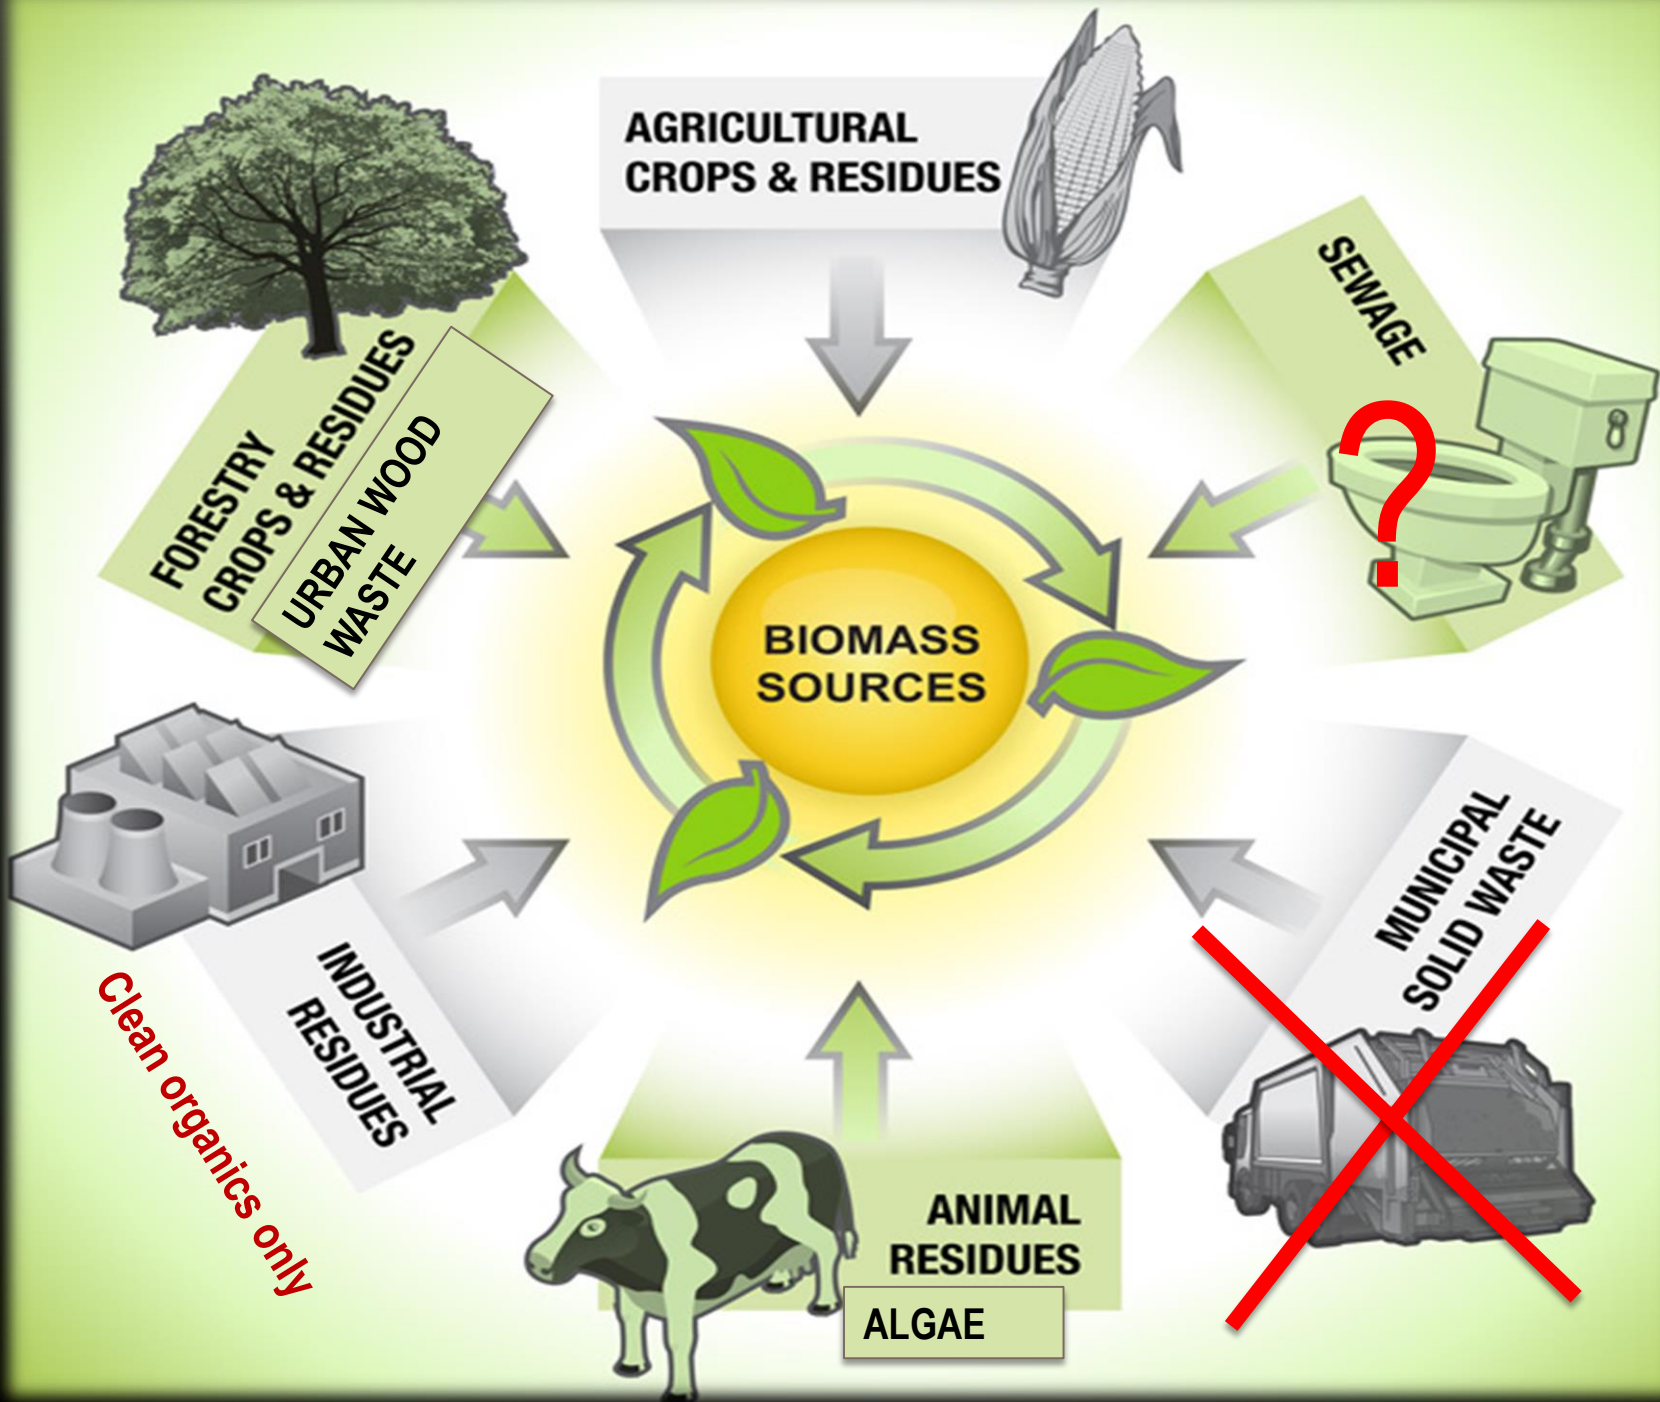 AGRICULTURAL
CROPS & RESIDUES
SEWAGE
?
FORESTRY
CROPS & RESIDUES
URBAN WOOD
WASTE
BIOMASS
SOURCES
MUNICIPAL
SOLID WASTE
INDUSTRIAL
RESIDUES
Clean organics only
ANIMAL
RESIDUES
ALGAE